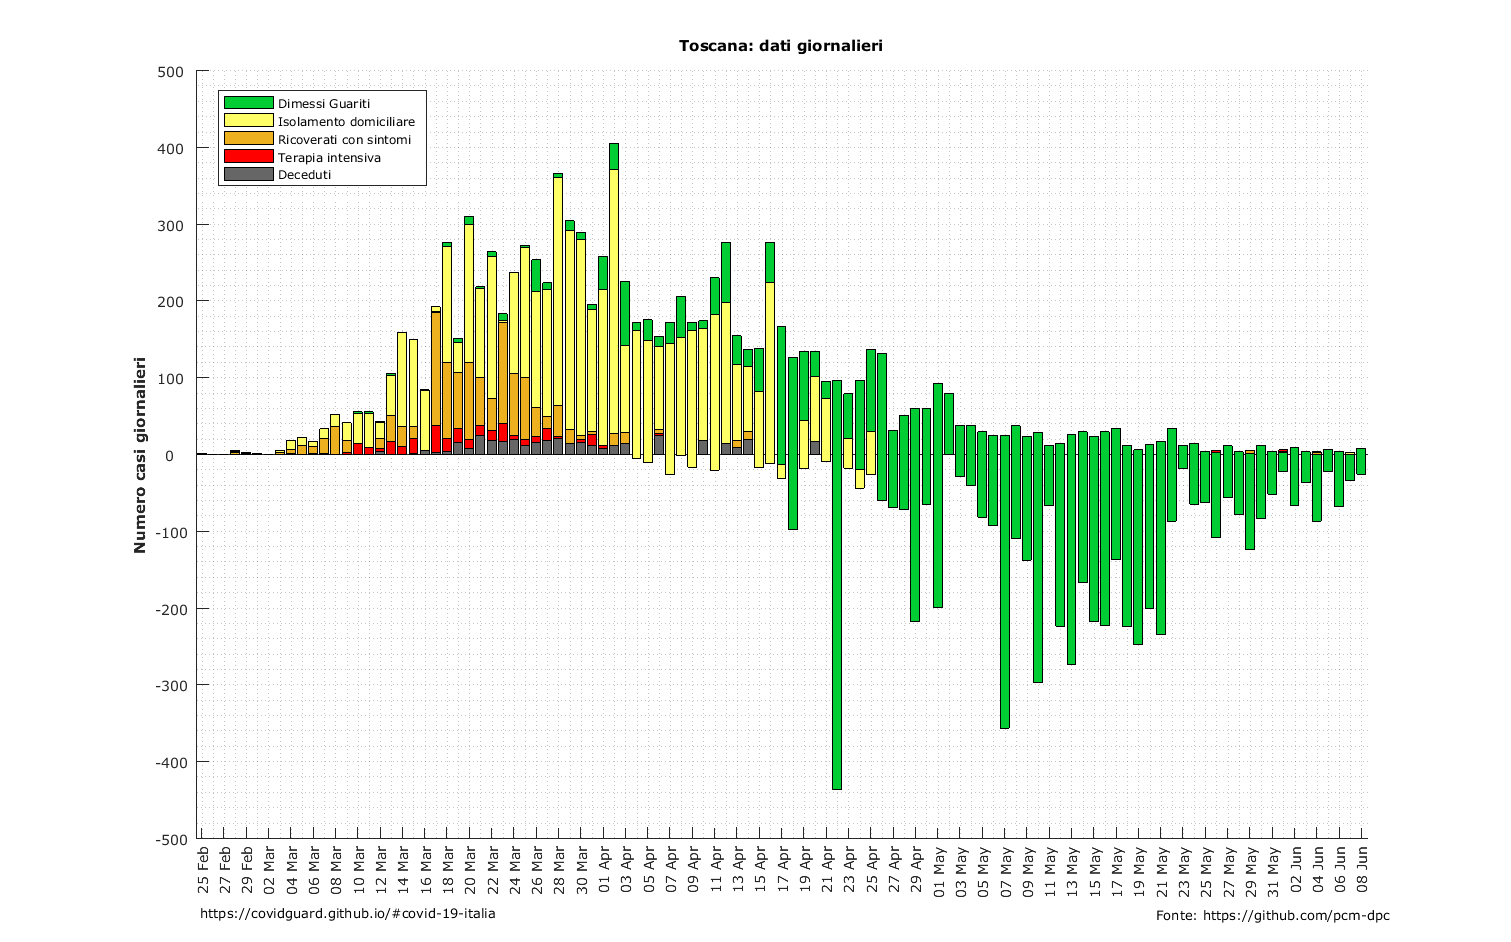 Toscana: dati giornalieri
500
400
300
200
100
0
-100
-200
-300
-400
-500
Numero casi giornalieri
Dimessi Guariti
Isolamento domiciliare
Ricoverati con sintomi
Terapia intensiva
Deceduti
25 Feb
27 Feb
29 Feb
02 Mar
04 Mar
06 Mar
08 Mar
10 Mar
12 Mar
14 Mar
16 Mar
18 Mar
20 Mar
22 Mar
24 Mar
26 Mar
28 Mar
30 Mar
01 Apr
03 Apr
05 Apr
07 Apr
09 Apr
11 Apr
13 Apr
15 Apr
17 Apr
19 Apr
21 Apr
23 Apr
25 Apr
27 Apr
29 Apr
01 May
03 May
05 May
07 May
09 May
11 May
13 May
15 May
17 May
19 May
21 May
23 May
25 May
27 May
29 May
31 May
02 Jun
04 Jun
06 Jun
08 Jun
https://covidguard.github.io/#covid-19-italia
Fonte: https://github.com/pcm-dpc